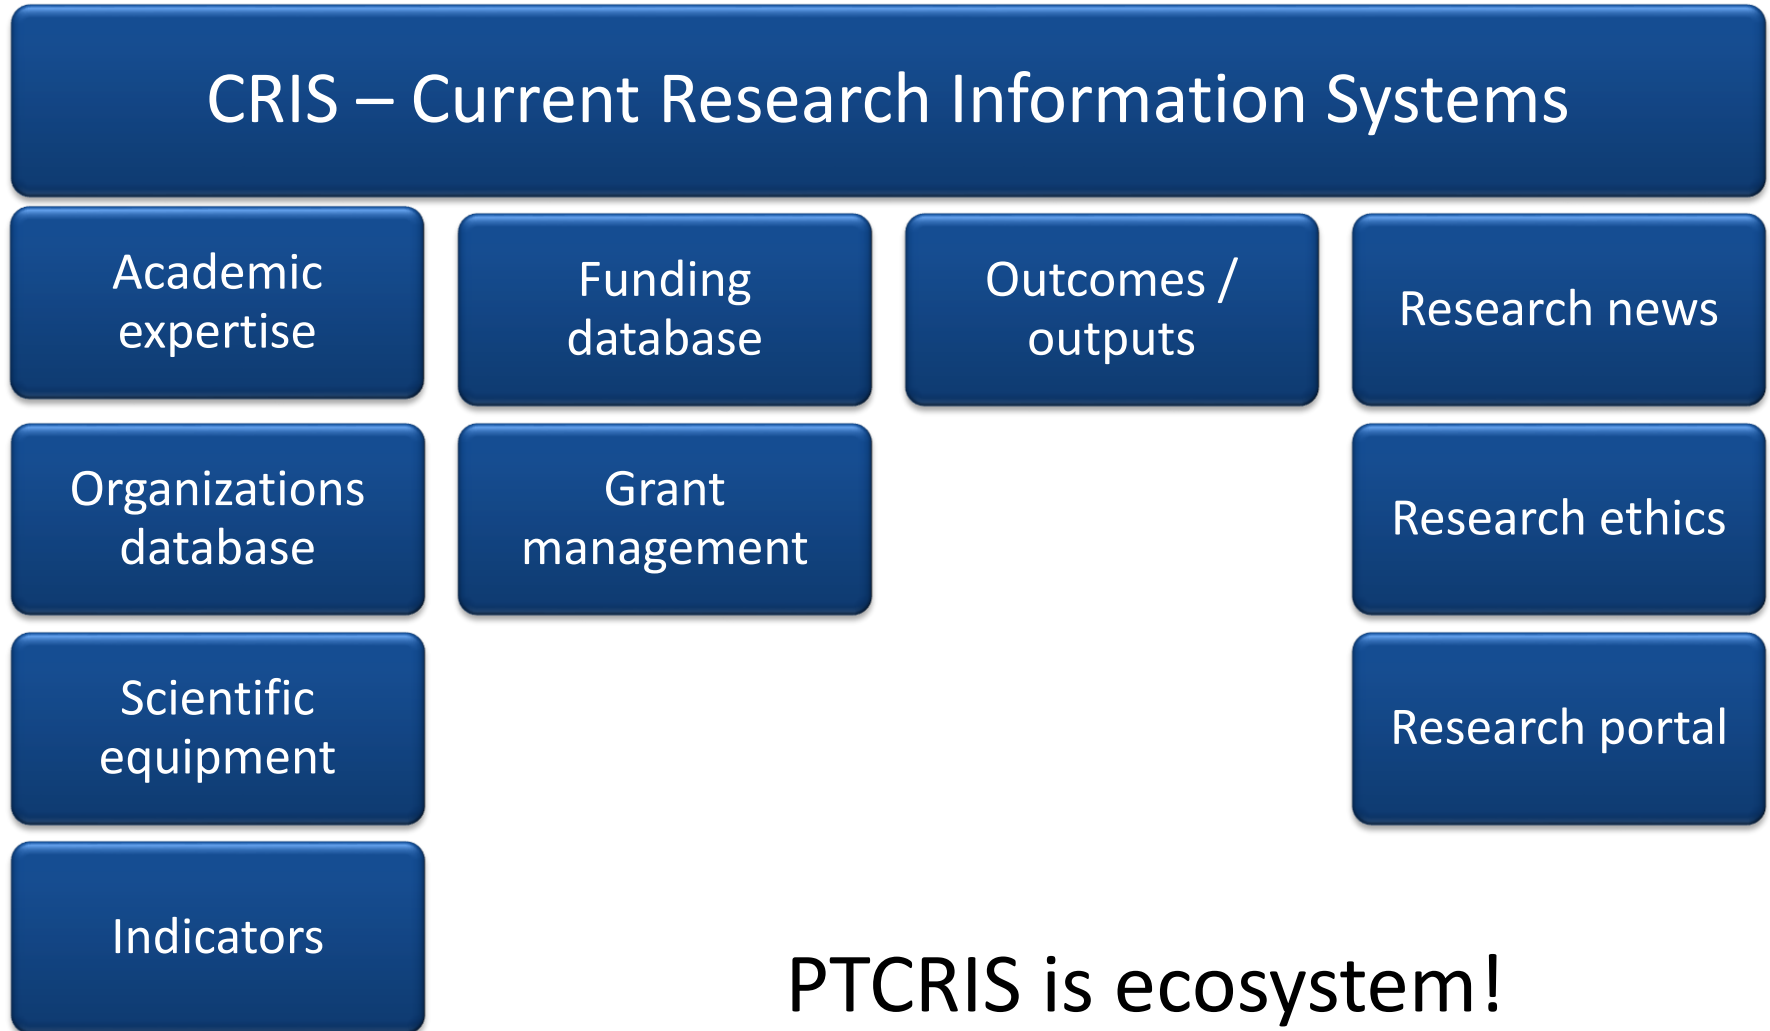 CRIS – Current Research Information Systems
Academic
expertise
Funding
database
Outcomes /
outputs
Research news
Organizations
database
Grant
management
Research ethics
Scientific
equipment
Research portal
Indicators
PTCRIS is ecosystem!